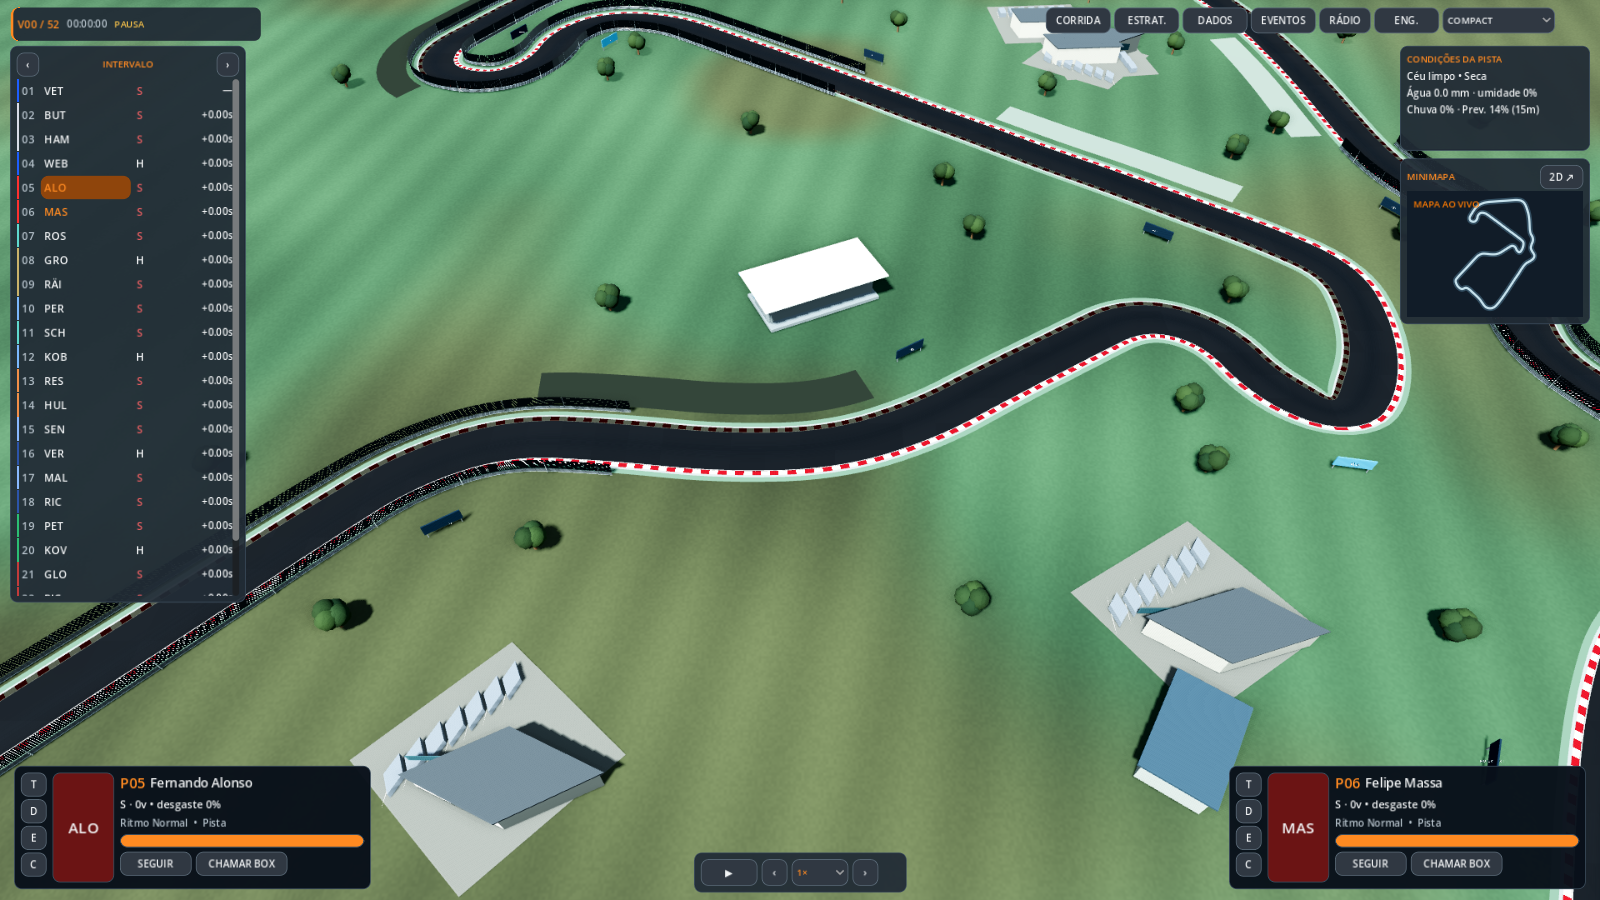 V00 / 52 00:00:00 PAUSA
CORRIDA ESTRAT. DADOS EVENTOS RÁDIO ENG. COMPACT
‹ INTERVALO ›
01 VET S —
02 BUT S +0.00s
03 HAM S +0.00s
04 WEB H +0.00s
05 ALO S +0.00s
06 MAS S +0.00s
07 ROS S +0.00s
08 GRO H +0.00s
09 RÄI S +0.00s
10 PER S +0.00s
11 SCH S +0.00s
12 KOB H +0.00s
13 RES S +0.00s
14 HUL S +0.00s
15 SEN S +0.00s
16 VER H +0.00s
17 MAL S +0.00s
18 RIC S +0.00s
19 PET S +0.00s
20 KOV H +0.00s
21 GLO S +0.00s
CONDIÇÕES DA PISTA
Céu limpo • Seca
Água 0.0 mm · umidade 0%
Chuva 0% · Prev. 14% (15m)
MINIMAPA 2D ↗
MAPA AO VIVO
T
D
E
C
ALO
P05 Fernando Alonso
S · 0v • desgaste 0%
Ritmo Normal • Pista
SEGUIR CHAMAR BOX
▶ ‹ 1× ›
T
D
E
C
MAS
P06 Felipe Massa
S · 0v • desgaste 0%
Ritmo Normal • Pista
SEGUIR CHAMAR BOX